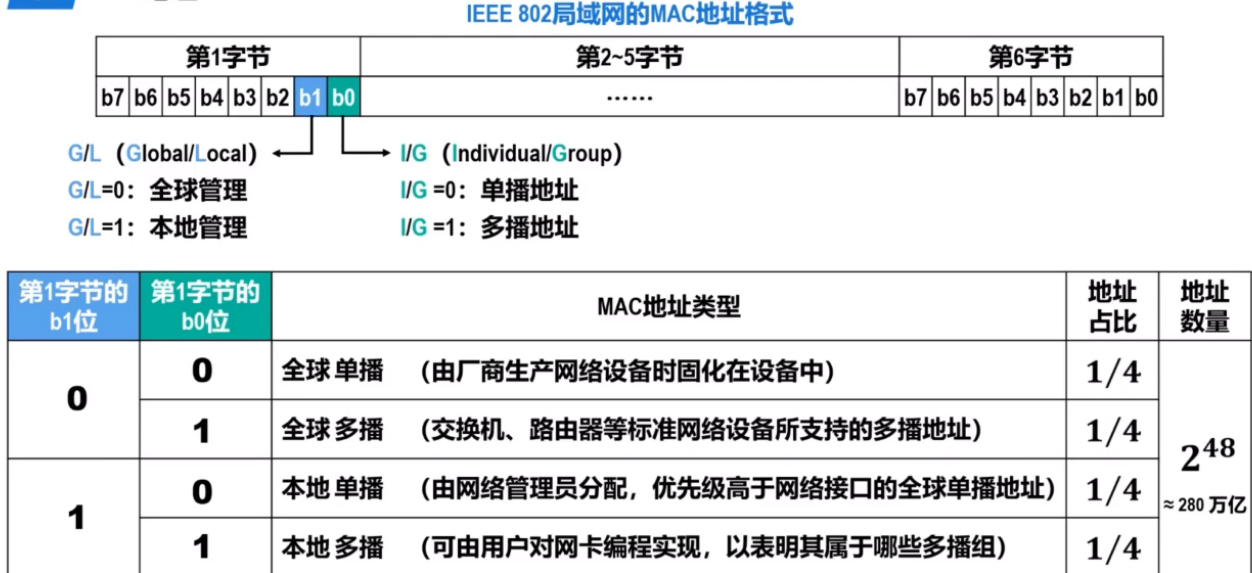 IEEE 802局域网的MAC地址格式
第1字节 第2~5字节 第6字节
b7 b6 b5 b4 b3 b2 b1 b0 …… b7 b6 b5 b4 b3 b2 b1 b0
G/L（Global/Local） I/G（Individual/Group）
G/L=0：全球管理 I/G =0：单播地址
G/L=1：本地管理 I/G =1：多播地址
第1字节的 第1字节的 MAC地址类型 地址 地址
b1位 b0位 占比 数量
0 0 全球 单播 （由厂商生产网络设备时固化在设备中） 1/4
1 全球 多播 （交换机、路由器等标准网络设备所支持的多播地址） 1/4
2⁴⁸
1 0 本地 单播 （由网络管理员分配，优先级高于网络接口的全球单播地址） 1/4
≈ 280 万亿
1 本地 多播 （可由用户对网卡编程实现，以表明其属于哪些多播组） 1/4